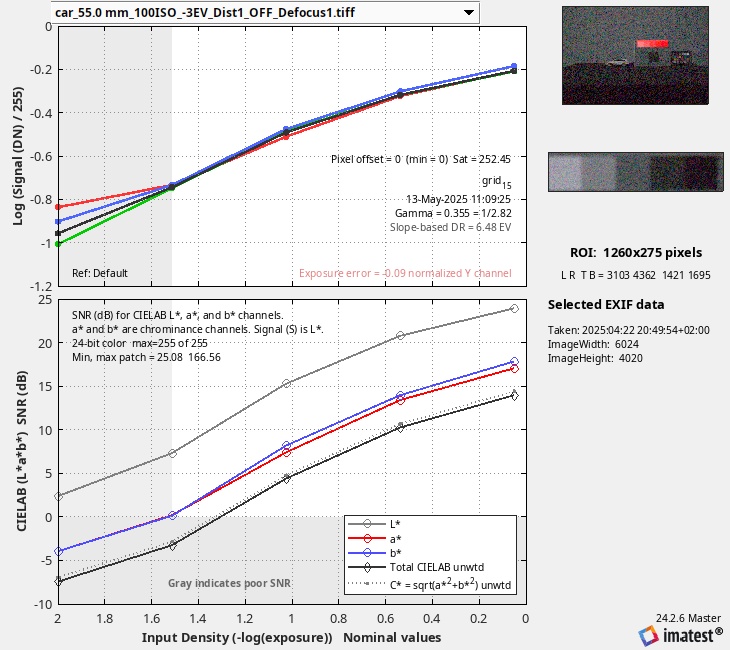 car_55.0 mm_100ISO_-3EV_Dist1_OFF_Defocus1.tiff
0
-0.2
-0.4
-0.6
-0.8
-1
-1.2
Log (Signal (DN) / 255)
Pixel offset = 0 (min = 0) Sat = 252.45
grid15
13-May-2025 11:09:25
Gamma = 0.355 = 1/2.82
Slope-based DR = 6.48 EV
Ref: Default
Exposure error = -0.09 normalized Y channel
25
20
15
10
5
0
-5
-10
CIELAB (L*a*b*) SNR (dB)
SNR (dB) for CIELAB L*, a*, and b* channels.
a* and b* are chrominance channels. Signal (S) is L*.
24-bit color max=255 of 255
Min, max patch = 25.08 166.56
L*
a*
b*
Total CIELAB unwtd
C* = sqrt(a*2+b*2) unwtd
Gray indicates poor SNR
2 1.8 1.6 1.4 1.2 1 0.8 0.6 0.4 0.2 0
Input Density (-log(exposure)) Nominal values
ROI: 1260x275 pixels
L R T B = 3103 4362 1421 1695
Selected EXIF data
Taken: 2025:04:22 20:49:54+02:00
ImageWidth: 6024
ImageHeight: 4020
24.2.6 Master
imatest®